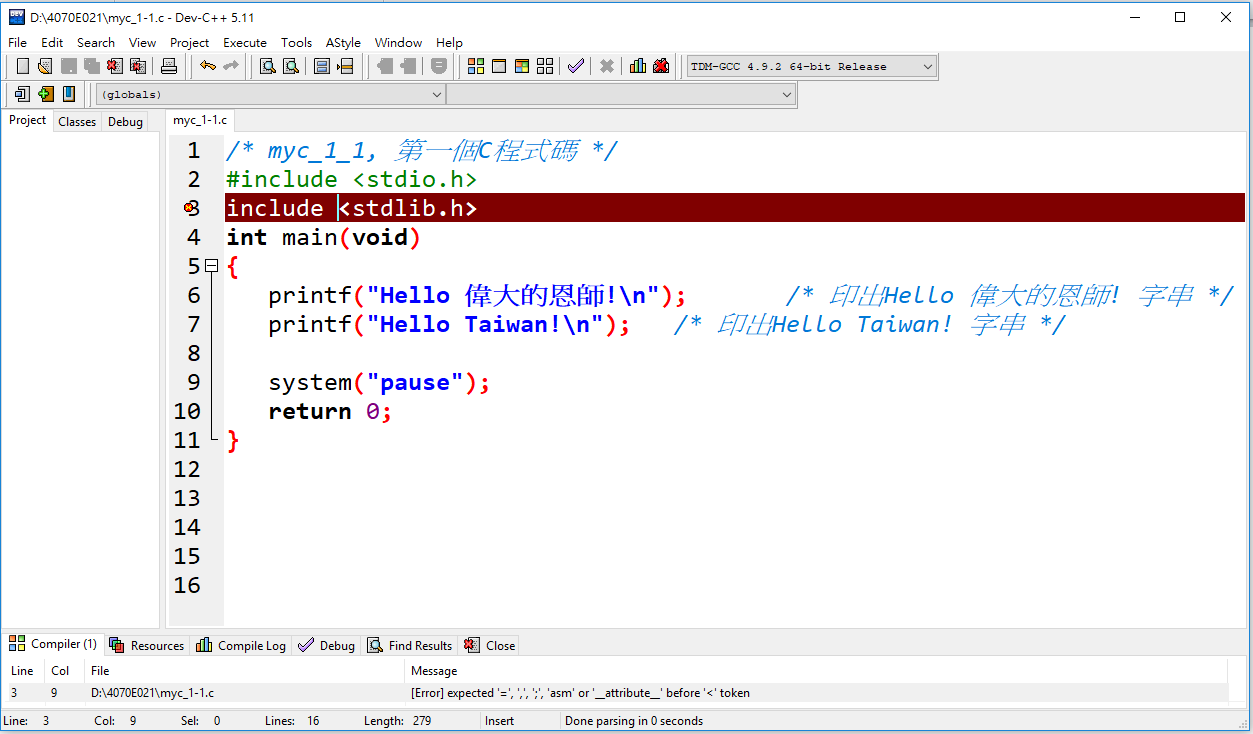 D:\4070E021\myc_1-1.c - Dev-C++ 5.11
File Edit Search View Project Execute Tools AStyle Window Help
TDM-GCC 4.9.2 64-bit Release
(globals)
Project Classes Debug myc_1-1.c
1 /* myc_1_1, 第一個C程式碼 */
2 #include <stdio.h>
3 include <stdlib.h>
4 int main(void)
5 {
6 printf("Hello 偉大的恩師!\n"); /* 印出Hello 偉大的恩師! 字串 */
7 printf("Hello Taiwan!\n"); /* 印出Hello Taiwan! 字串 */
8
9 system("pause");
10 return 0;
11 }
12
13
14
15
16
Compiler (1) Resources Compile Log Debug Find Results Close
Line Col File Message
3 9 D:\4070E021\myc_1-1.c [Error] expected '=', ',', ';', 'asm' or '__attribute__' before '<' token
Line: 3 Col: 9 Sel: 0 Lines: 16 Length: 279 Insert Done parsing in 0 seconds